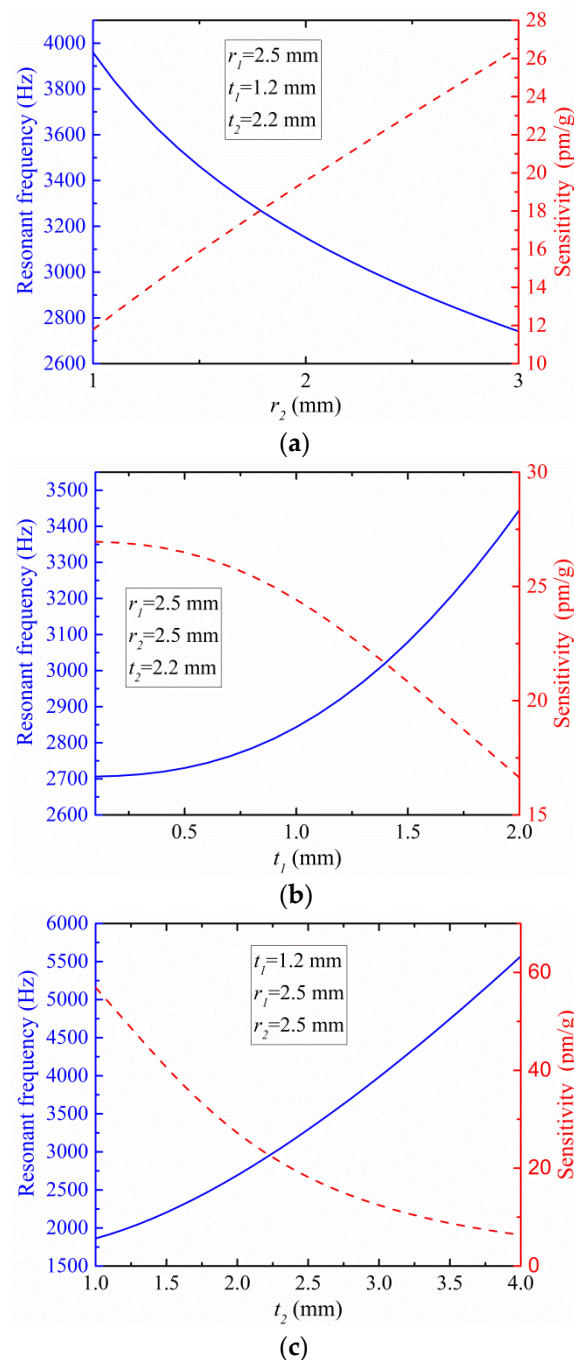 4000
3800
3600
3400
3200
3000
2800
2600
Resonant frequency (Hz)
r1=2.5 mm
t1=1.2 mm
t2=2.2 mm
28
26
24
22
20
18
16
14
12
10
Sensitivity (pm/g)
1 2 3
r2 (mm)
(a)
3500
3400
3300
3200
3100
3000
2900
2800
2700
2600
Resonant frequency (Hz)
r1=2.5 mm
r2=2.5 mm
t2=2.2 mm
30
25
20
15
Sensitivity (pm/g)
0.5 1.0 1.5 2.0
t1 (mm)
(b)
6000
5500
5000
4500
4000
3500
3000
2500
2000
1500
Resonant frequency (Hz)
t1=1.2 mm
r1=2.5 mm
r2=2.5 mm
60
40
20
0
Sensitivity (pm/g)
1.0 1.5 2.0 2.5 3.0 3.5 4.0
t2 (mm)
(c)